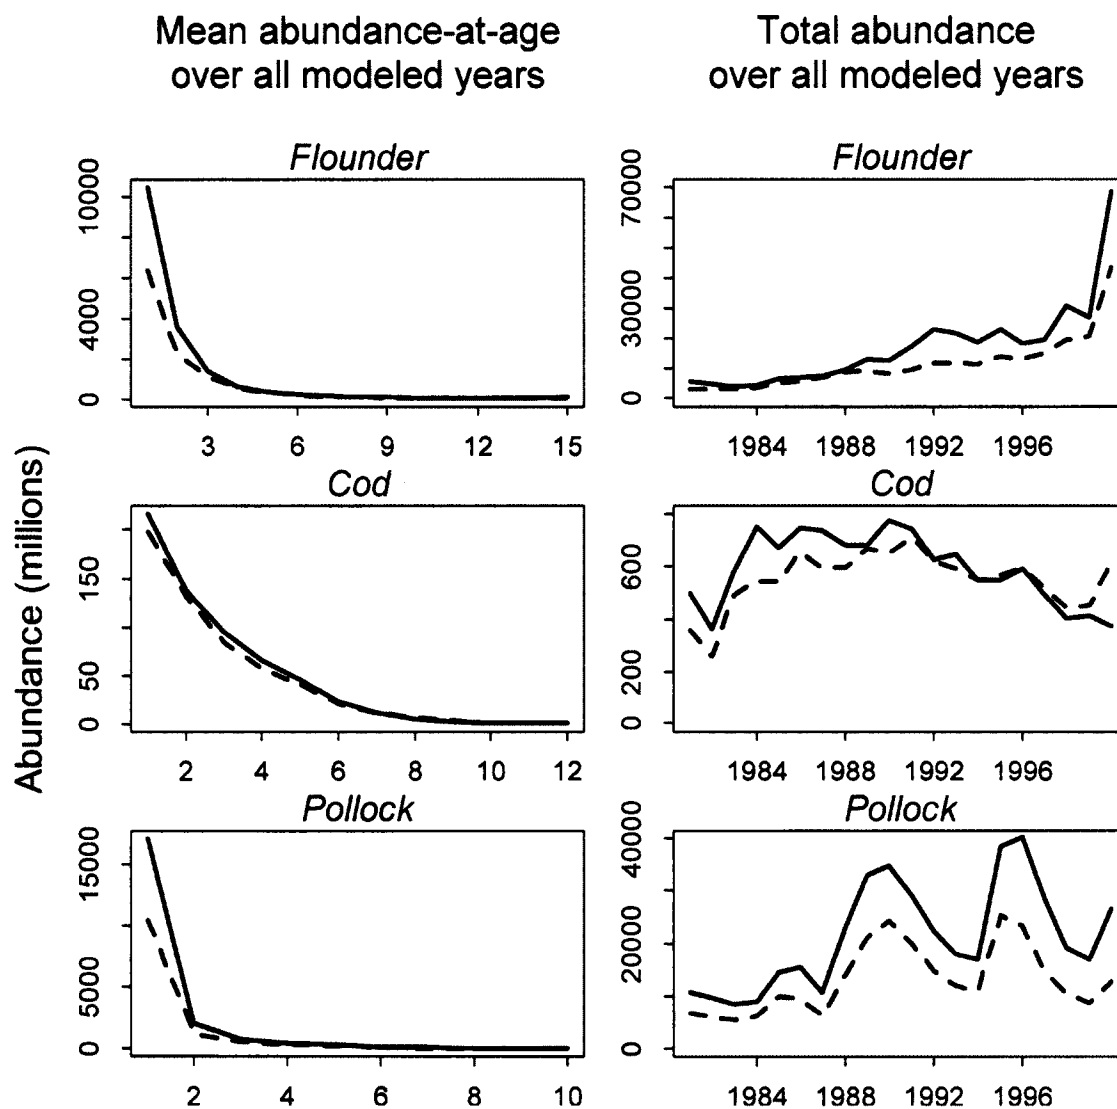 Mean abundance-at-age
over all modeled years
Total abundance
over all modeled years
Abundance (millions)
Flounder
10000
4000
0
3 6 9 12 15
Flounder
70000
30000
0
1984 1988 1992 1996
Cod
150
50
0
2 4 6 8 10 12
Cod
600
200
0
1984 1988 1992 1996
Pollock
15000
5000
0
2 4 6 8 10
Pollock
40000
20000
0
1984 1988 1992 1996